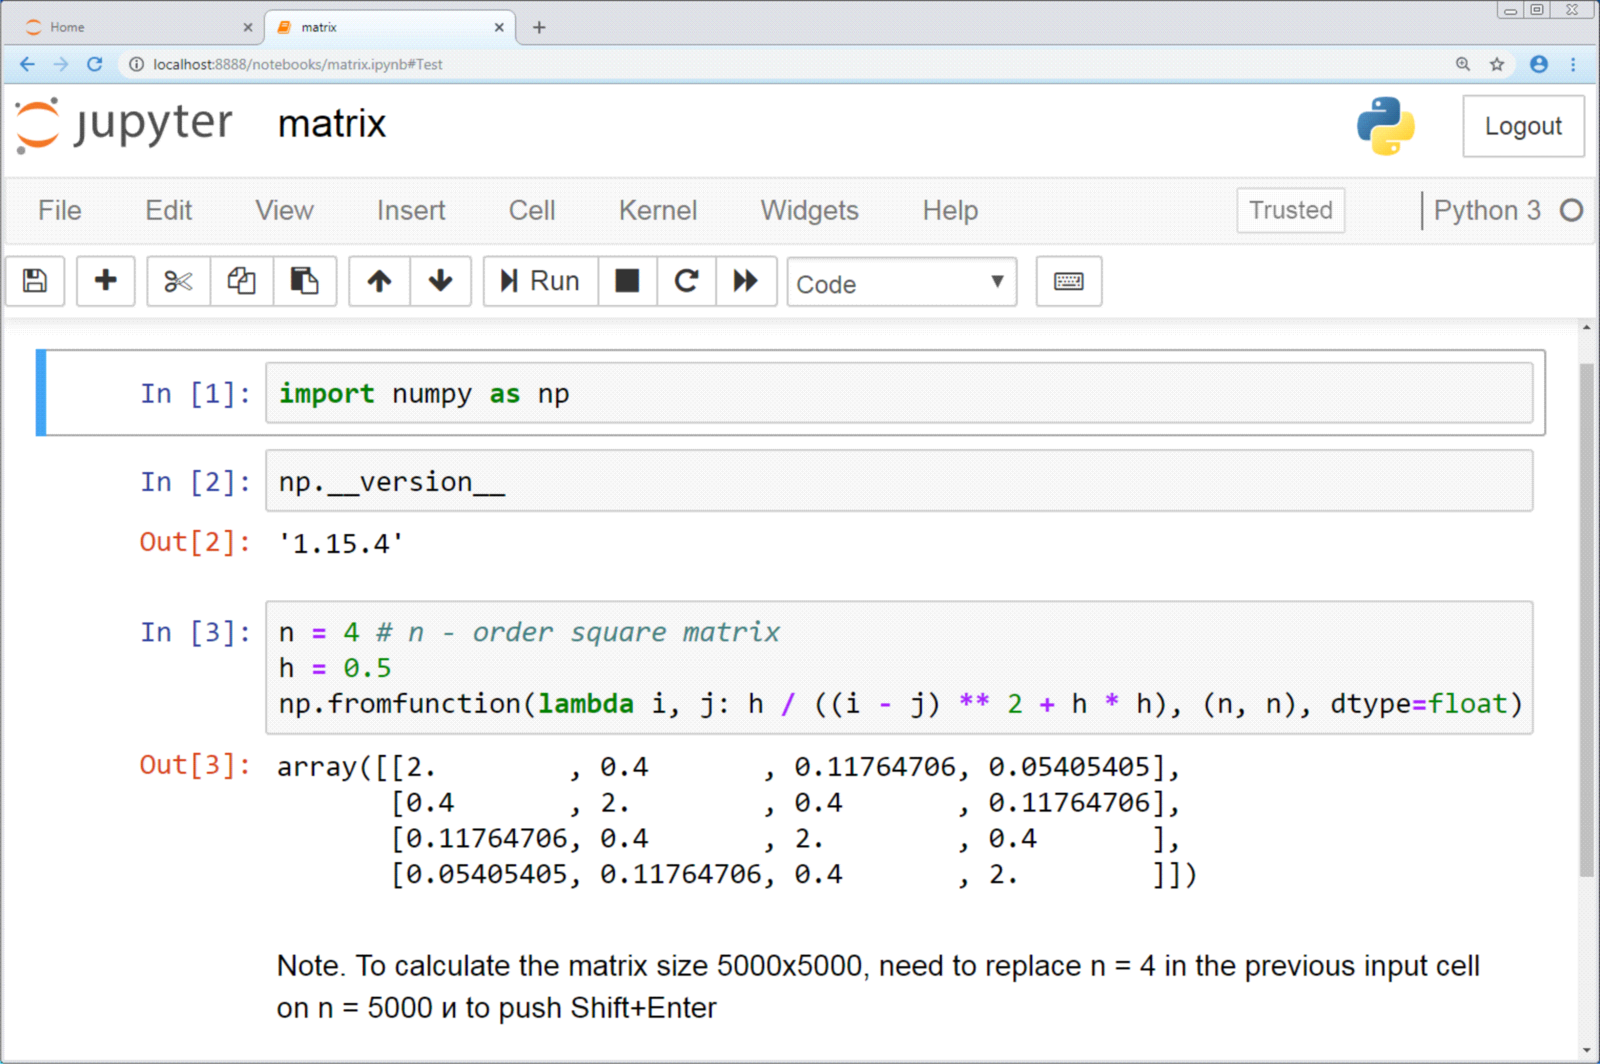 Home
matrix
localhost:8888/notebooks/matrix.ipynb#Test
jupyter matrix
Logout
File Edit View Insert Cell Kernel Widgets Help Trusted Python 3
Run Code
In [1]: import numpy as np
In [2]: np.__version__
Out[2]: '1.15.4'
In [3]: n = 4 # n - order square matrix
h = 0.5
np.fromfunction(lambda i, j: h / ((i - j) ** 2 + h * h), (n, n), dtype=float)
Out[3]: array([[2.        , 0.4       , 0.11764706, 0.05405405],
       [0.4       , 2.        , 0.4       , 0.11764706],
       [0.11764706, 0.4       , 2.        , 0.4       ],
       [0.05405405, 0.11764706, 0.4       , 2.        ]])
Note. To calculate the matrix size 5000x5000, need to replace n = 4 in the previous input cell
on n = 5000 и to push Shift+Enter